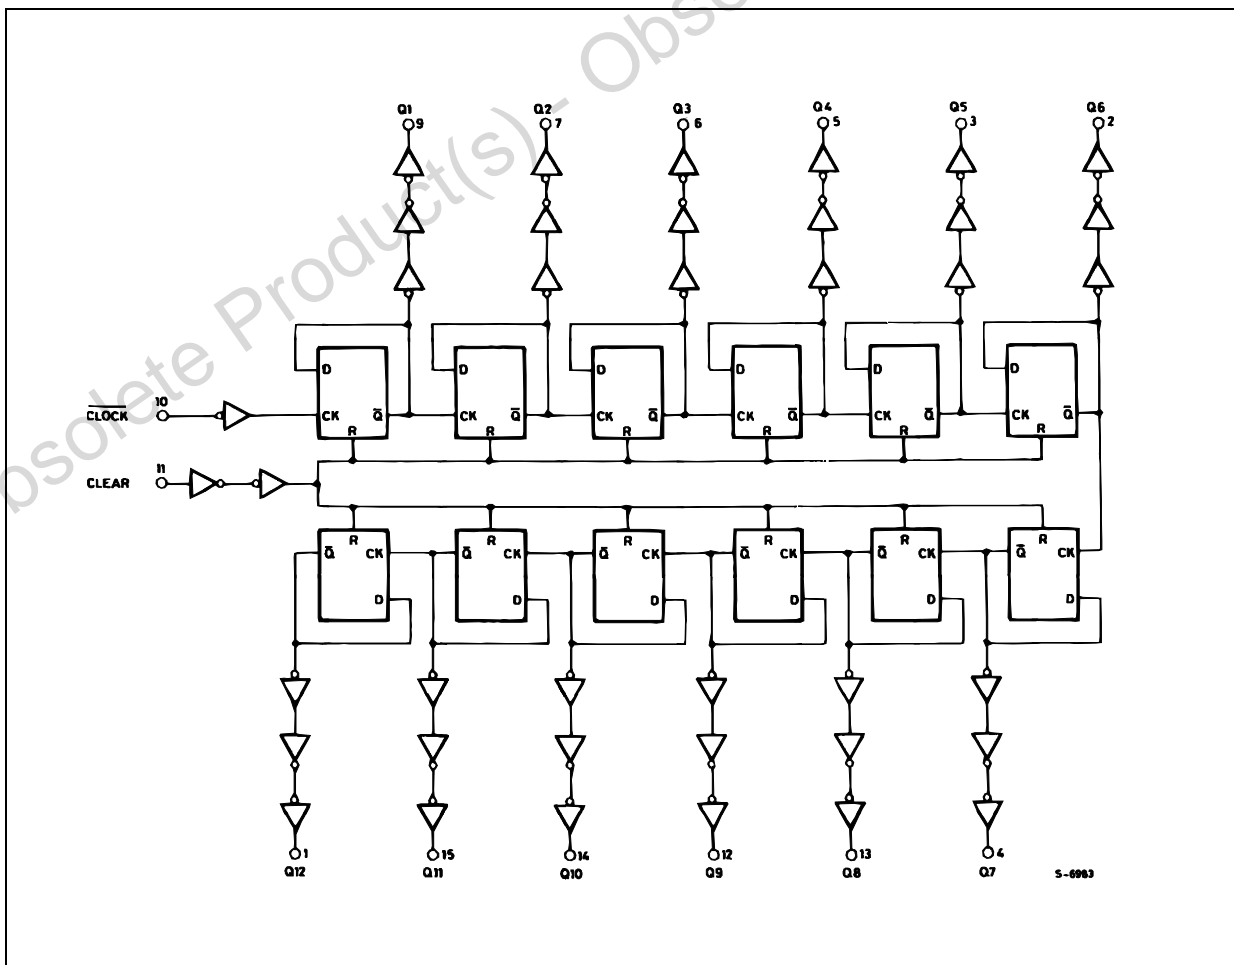 bsolete Product(s) - Obso
Q1 Q2 Q3 Q4 Q5 Q6
9 7 6 5 3 2
D D D D D D
10
CLOCK CK Q̅ CK Q̅ CK Q̅ CK Q̅ CK Q̅ CK Q̅
R R R R R R
11
CLEAR
R R R R R R
Q̅ CK Q̅ CK Q̅ CK Q̅ CK Q̅ CK Q̅ CK
D D D D D D
1 15 14 12 13 4
Q12 Q11 Q10 Q9 Q8 Q7
S-6983